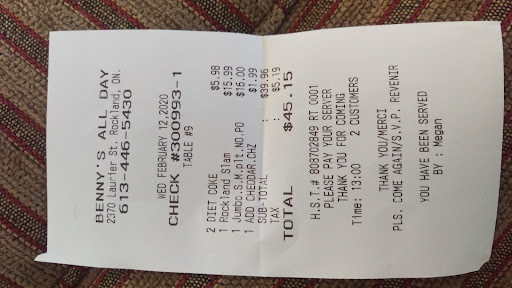 BENNY'S ALL DAY
2370 Laurier St. Rockland, ON.
613-446-5430
WED FEBRUARY 12,2020
CHECK #300993-1
TABLE #9
2 DIET COKE $5.98
1 Rockland Slam $15.99
1 Jumbo.S.M.plt.NO.PO $16.00
1 ADD CHEDDAR.CHZ $1.99
SUB-TOTAL : $39.96
TAX : $5.19
TOTAL $45.15
H.S.T.# 808702849 RT 0001
PLEASE PAY YOUR SERVER
THANK YOU FOR COMING
Time: 13:00 2 CUSTOMERS
THANK YOU/MERCI
PLS. COME AGAIN/S.V.P. REVENIR
YOU HAVE BEEN SERVED
BY : Megan